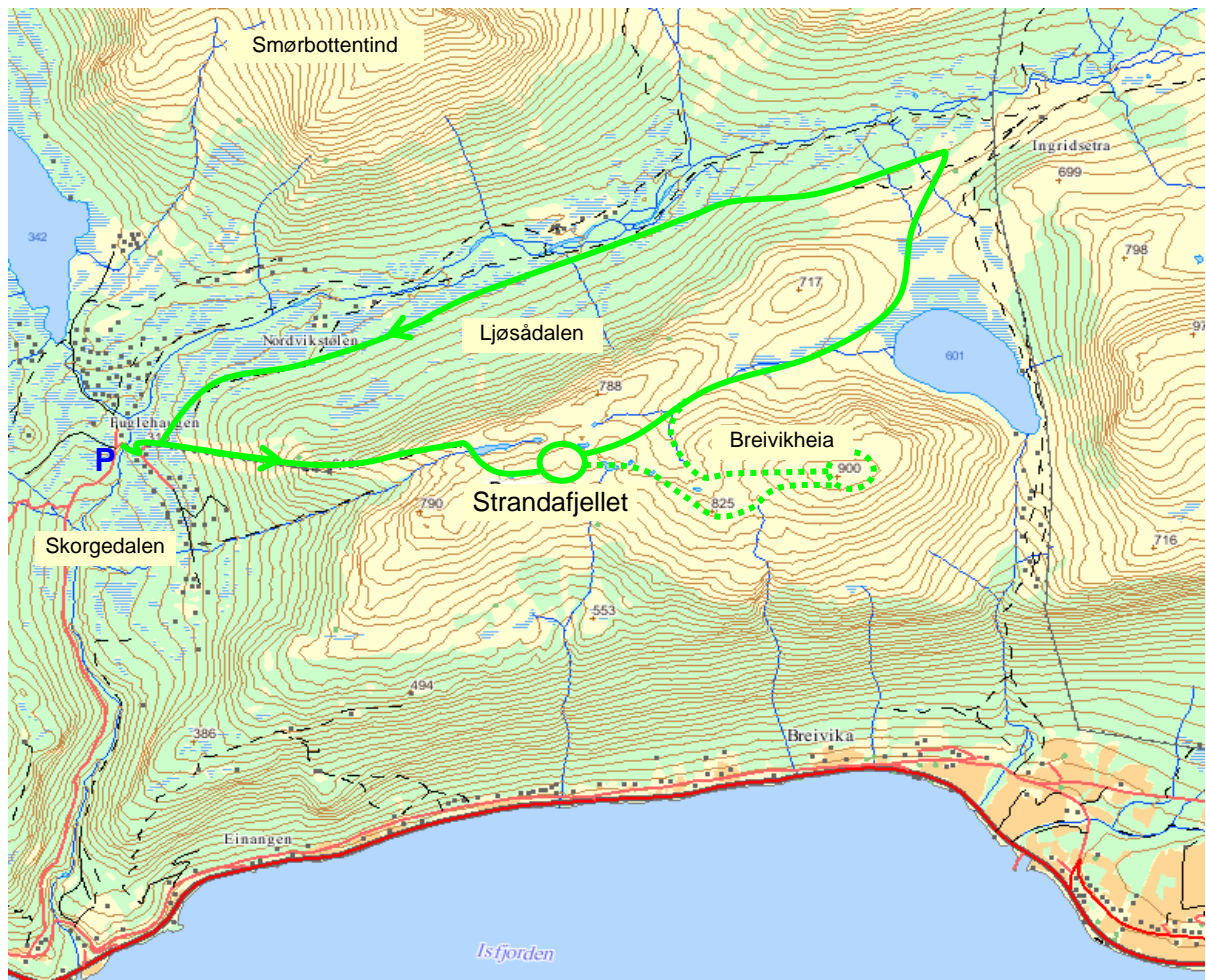 Smørbottentind
Ingridsetra
699
342
798
717
Ljøsådalen
Nordvikstølen
601
788
Fuglehaugen
P
Breivikheia
900
Strandafjellet
790
825
Skorgedalen
716
553
494
386
Breivika
Einangen
Isfjorden